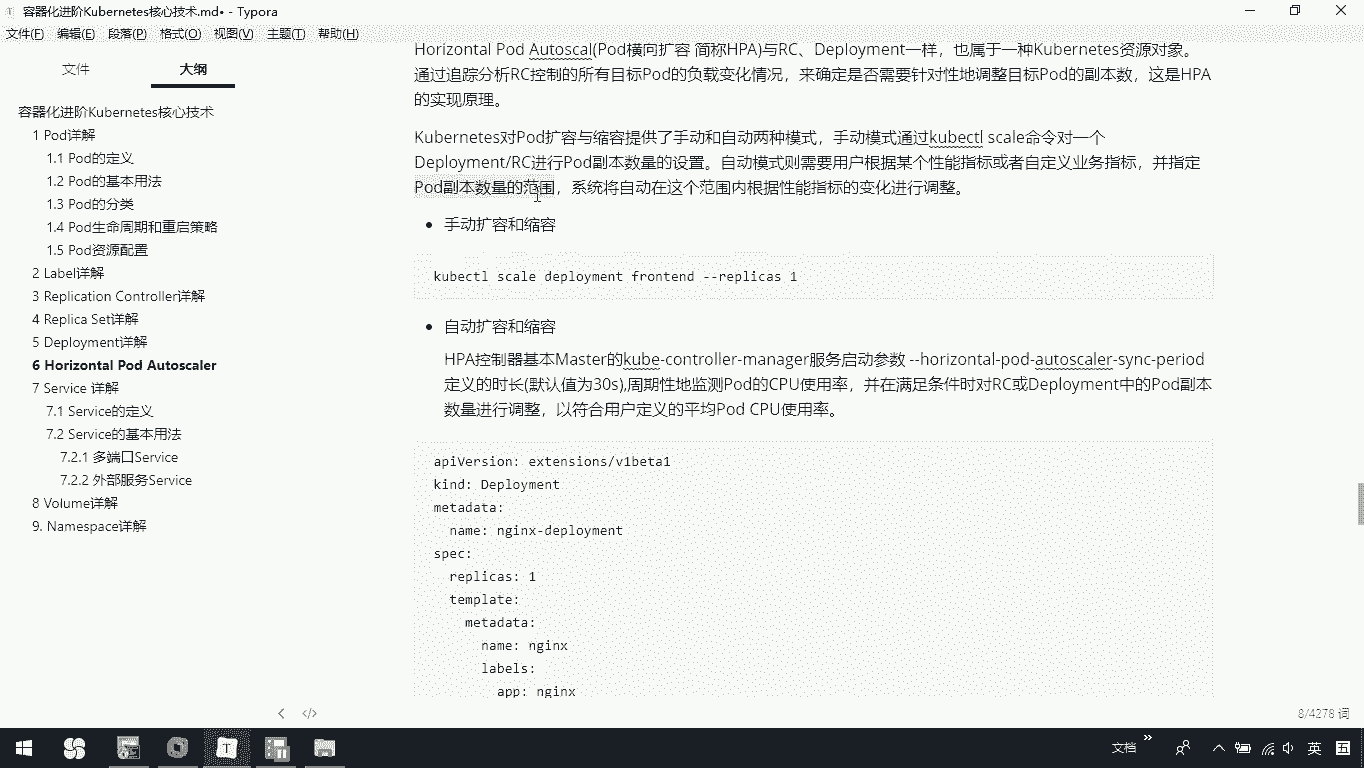 容器化进阶Kubernetes核心技术.md• - Typora
文件(F) 编辑(E) 段落(P) 格式(O) 视图(V) 主题(T) 帮助(H)
文件 大纲
容器化进阶Kubernetes核心技术
1 Pod详解
1.1 Pod的定义
1.2 Pod的基本用法
1.3 Pod的分类
1.4 Pod生命周期和重启策略
1.5 Pod资源配置
2 Label详解
3 Replication Controller详解
4 Replica Set详解
5 Deployment详解
6 Horizontal Pod Autoscaler
7 Service 详解
7.1 Service的定义
7.2 Service的基本用法
7.2.1 多端口Service
7.2.2 外部服务Service
8 Volume详解
9. Namespace详解
Horizontal Pod Autoscal(Pod横向扩容 简称HPA)与RC、Deployment一样，也属于一种Kubernetes资源对象。
通过追踪分析RC控制的所有目标Pod的负载变化情况，来确定是否需要针对性地调整目标Pod的副本数，这是HPA
的实现原理。
Kubernetes对Pod扩容与缩容提供了手动和自动两种模式，手动模式通过kubectl scale命令对一个
Deployment/RC进行Pod副本数量的设置。自动模式则需要用户根据某个性能指标或者自定义业务指标，并指定
Pod副本数量的范围，系统将自动在这个范围内根据性能指标的变化进行调整。
• 手动扩容和缩容
kubectl scale deployment frontend --replicas 1
• 自动扩容和缩容
HPA控制器基本Master的kube-controller-manager服务启动参数 --horizontal-pod-autoscaler-sync-period
定义的时长(默认值为30s),周期性地监测Pod的CPU使用率，并在满足条件时对RC或Deployment中的Pod副本
数量进行调整，以符合用户定义的平均Pod CPU使用率。
apiVersion: extensions/v1beta1
kind: Deployment
metadata:
name: nginx-deployment
spec:
replicas: 1
template:
metadata:
name: nginx
labels:
app: nginx
8/4278 词
文档 英 五